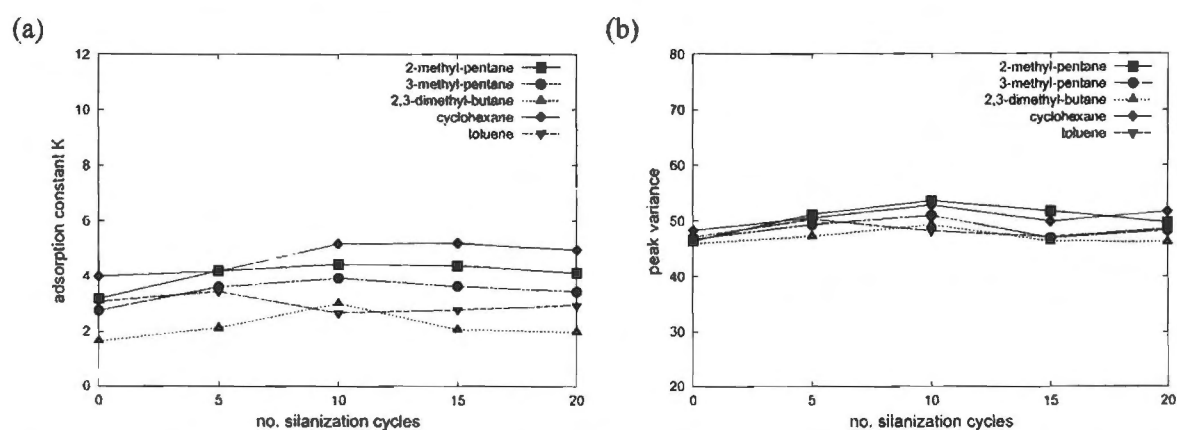 (a)
12
10
8
6
4
2
0
adsorption constant K
2-methyl-pentane
3-methyl-pentane
2,3-dimethyl-butane
cyclohexane
toluene
0 5 10 15 20
no. silanization cycles
(b)
80
70
60
50
40
30
20
peak variance
2-methyl-pentane
3-methyl-pentane
2,3-dimethyl-butane
cyclohexane
toluene
0 5 10 15 20
no. silanization cycles